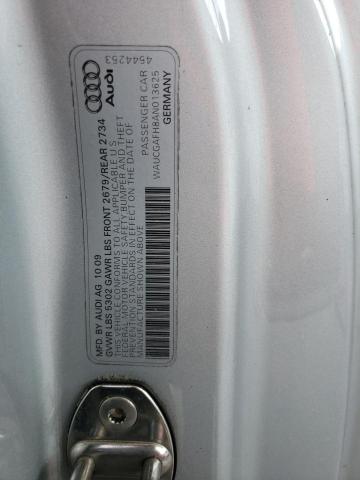 MFD. BY AUDI AG 10 09
GVWR LBS 5302 GAWR LBS FRONT 2679/REAR 2734
THIS VEHICLE CONFORMS TO ALL APPLICABLE U.S.
FEDERAL MOTOR VEHICLE SAFETY BUMPER AND THEFT
PREVENTION STANDARDS IN EFFECT ON THE DATE OF
MANUFACTURE SHOWN ABOVE
4544253
Audi
PASSENGER CAR
WAUCGAFH8AN013625
GERMANY